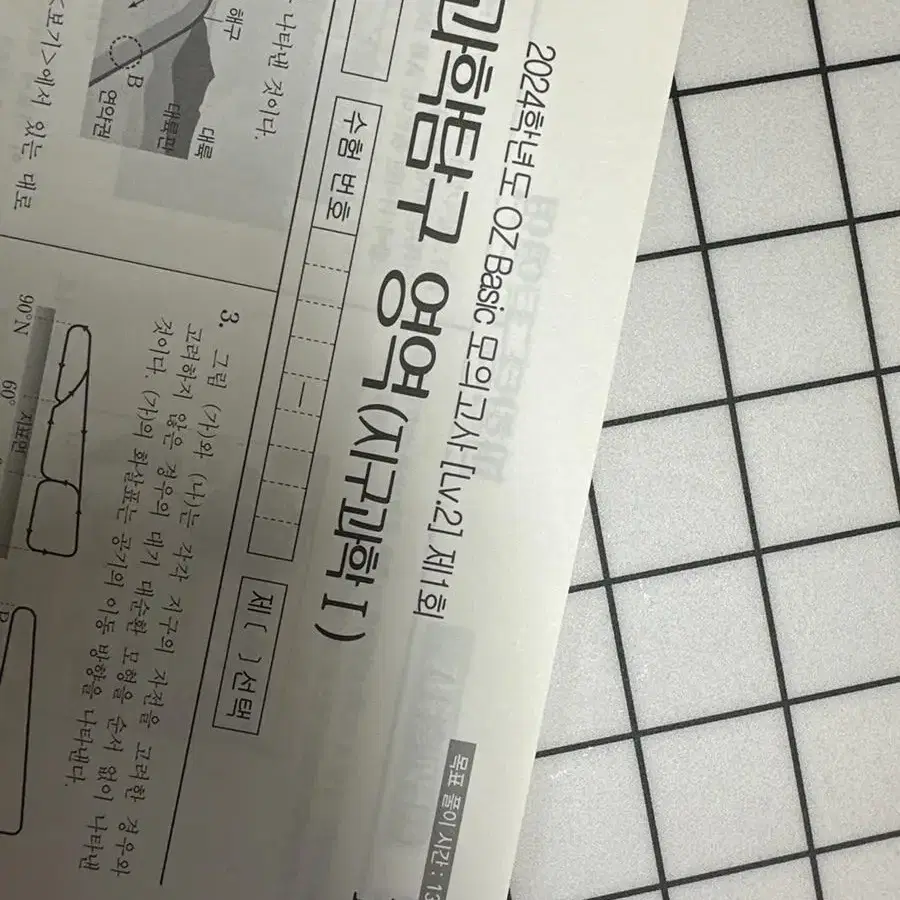 2024학년도 OZ Basic 모의고사 [Lv.2] 제1회
과학탐구 영역 (지구과학 I)
목표 풀이 시간 : 13
수험 번호
제 [ ] 선택
나타낸 것이다.
해구
대륙
대륙판
B
연약권
<보기>에서 있는 대로
3. 그림 (가)와 (나)는 각각 지구의 자전을 고려한 경우와
고려하지 않은 경우의 대기 대순환 모형을 순서 없이 나타낸
것이다. (가)의 화살표는 공기의 이동 방향을 나타낸다.
90°N
60°
지표면